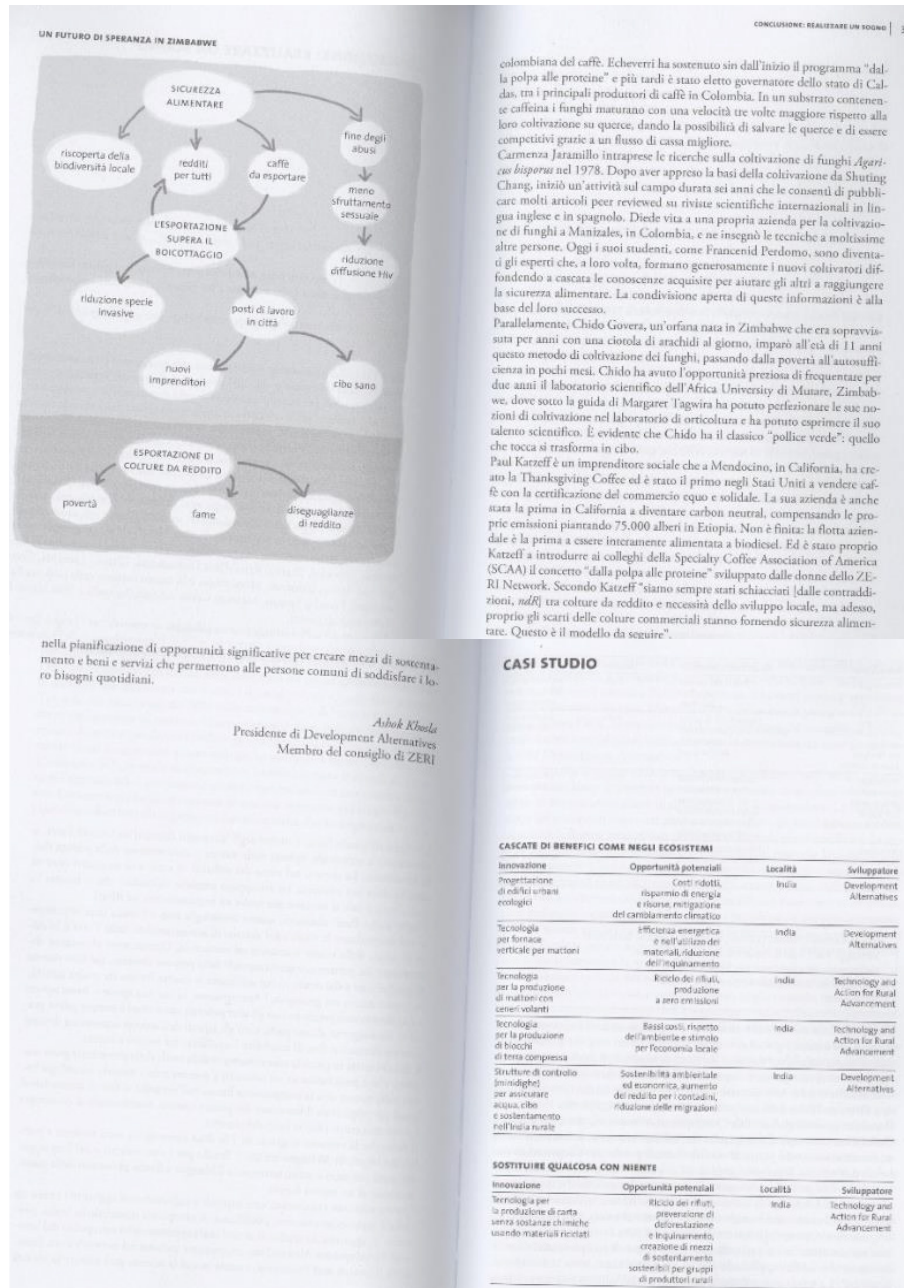 UN FUTURO DI SPERANZA IN ZIMBABWE
SICUREZZA
ALIMENTARE
riscoperta della
biodiversità locale
redditi
per tutti
caffè
da esportare
fine degli
abusi
meno
sfruttamento
sessuale
riduzione
diffusione Hiv
L'ESPORTAZIONE
SUPERA IL
BOICOTTAGGIO
riduzione specie
invasive
posti di lavoro
in città
nuovi
imprenditori
cibo sano
ESPORTAZIONE DI
COLTURE DA REDDITO
povertà
fame
diseguaglianze
di reddito
CONCLUSIONE: REALIZZARE UN SOGNO
colombiana del caffè. Echeverri ha sostenuto sin dall'inizio il programma "dal-
la polpa alle proteine" e più tardi è stato eletto governatore dello stato di Cal-
das, tra i principali produttori di caffè in Colombia. In un substrato contenen-
te caffeina i funghi maturano con una velocità tre volte maggiore rispetto alla
loro coltivazione su querce, dando la possibilità di salvare le querce e di essere
competitivi grazie a un flusso di cassa migliore.
Carmenza Jaramillo intraprese le ricerche sulla coltivazione di funghi Agari-
cus bisporus nel 1978. Dopo aver appreso la basi della coltivazione da Shuting
Chang, iniziò un'attività sul campo durata sei anni che le consentì di pubbli-
care molti articoli peer reviewed su riviste scientifiche internazionali in lin-
gua inglese e in spagnolo. Diede vita a una propria azienda per la coltivazio-
ne di funghi a Manizales, in Colombia, e ne insegnò le tecniche a moltissime
altre persone. Oggi i suoi studenti, come Francenid Perdomo, sono diventa-
ti gli esperti che, a loro volta, formano generosamente i nuovi coltivatori dif-
fondendo a cascata le conoscenze acquisite per aiutare gli altri a raggiungere
la sicurezza alimentare. La condivisione aperta di queste informazioni è alla
base del loro successo.
Parallelamente, Chido Govera, un'orfana nata in Zimbabwe che era sopravvis-
suta per anni con una ciotola di arachidi al giorno, imparò all'età di 11 anni
questo metodo di coltivazione dei funghi, passando dalla povertà all'autosuffi-
cienza in pochi mesi. Chido ha avuto l'opportunità preziosa di frequentare per
due anni il laboratorio scientifico dell'Africa University di Mutare, Zimbab-
we, dove sotto la guida di Margaret Tagwira ha potuto perfezionare le sue no-
zioni di coltivazione nel laboratorio di orticoltura e ha potuto esprimere il suo
talento scientifico. È evidente che Chido ha il classico "pollice verde": quello
che tocca si trasforma in cibo.
Paul Katzeff è un imprenditore sociale che a Mendocino, in California, ha cre-
ato la Thanksgiving Coffee ed è stato il primo negli Stati Uniti a vendere caf-
fè con la certificazione del commercio equo e solidale. La sua azienda è anche
stata la prima in California a diventare carbon neutral, compensando le pro-
prie emissioni piantando 75.000 alberi in Etiopia. Non è finita: la flotta azien-
dale è la prima a essere interamente alimentata a biodiesel. Ed è stato proprio
Katzeff a introdurre ai colleghi della Specialty Coffee Association of America
(SCAA) il concetto "dalla polpa alle proteine" sviluppato dalle donne dello ZE-
RI Network. Secondo Katzeff "siamo sempre stati schiacciati [dalle contraddi-
zioni, ndR] tra colture da reddito e necessità dello sviluppo locale, ma adesso,
proprio gli scarti delle colture commerciali stanno fornendo sicurezza alimen-
tare. Questo è il modello da seguire".
nella pianificazione di opportunità significative per creare mezzi di sostenta-
mento e beni e servizi che permettono alle persone comuni di soddisfare i lo-
ro bisogni quotidiani.
Ashok Khosla
Presidente di Development Alternatives
Membro del consiglio di ZERI
CASI STUDIO
CASCATE DI BENEFICI COME NEGLI ECOSISTEMI
Innovazione Opportunità potenziali Località Sviluppatore
Progettazione Costi ridotti, India Development
di edifici urbani risparmio di energia Alternatives
ecologici e risorse, mitigazione
del cambiamento climatico
Tecnologia Efficienza energetica India Development
per fornace e nell'utilizzo dei Alternatives
verticale per mattoni materiali, riduzione
dell'inquinamento
Tecnologia Riciclo dei rifiuti, India Technology and
per la produzione produzione Action for Rural
di mattoni con a zero emissioni Advancement
ceneri volanti
Tecnologia Bassi costi, rispetto India Technology and
per la produzione dell'ambiente e stimolo Action for Rural
di blocchi per l'economia locale Advancement
di terra compressa
Strutture di controllo Sostenibilità ambientale India Development
(minidighe) ed economica, aumento Alternatives
per assicurare del reddito per i contadini,
acqua, cibo riduzione delle migrazioni
e sostentamento
nell'India rurale
SOSTITUIRE QUALCOSA CON NIENTE
Innovazione Opportunità potenziali Località Sviluppatore
Tecnologia per Riciclo dei rifiuti, India Technology and
la produzione di carta prevenzione di Action for Rural
senza sostanze chimiche deforestazione Advancement
usando materiali riciclati e inquinamento,
creazione di mezzi
di sostentamento
sostenibili per gruppi
di produttori rurali